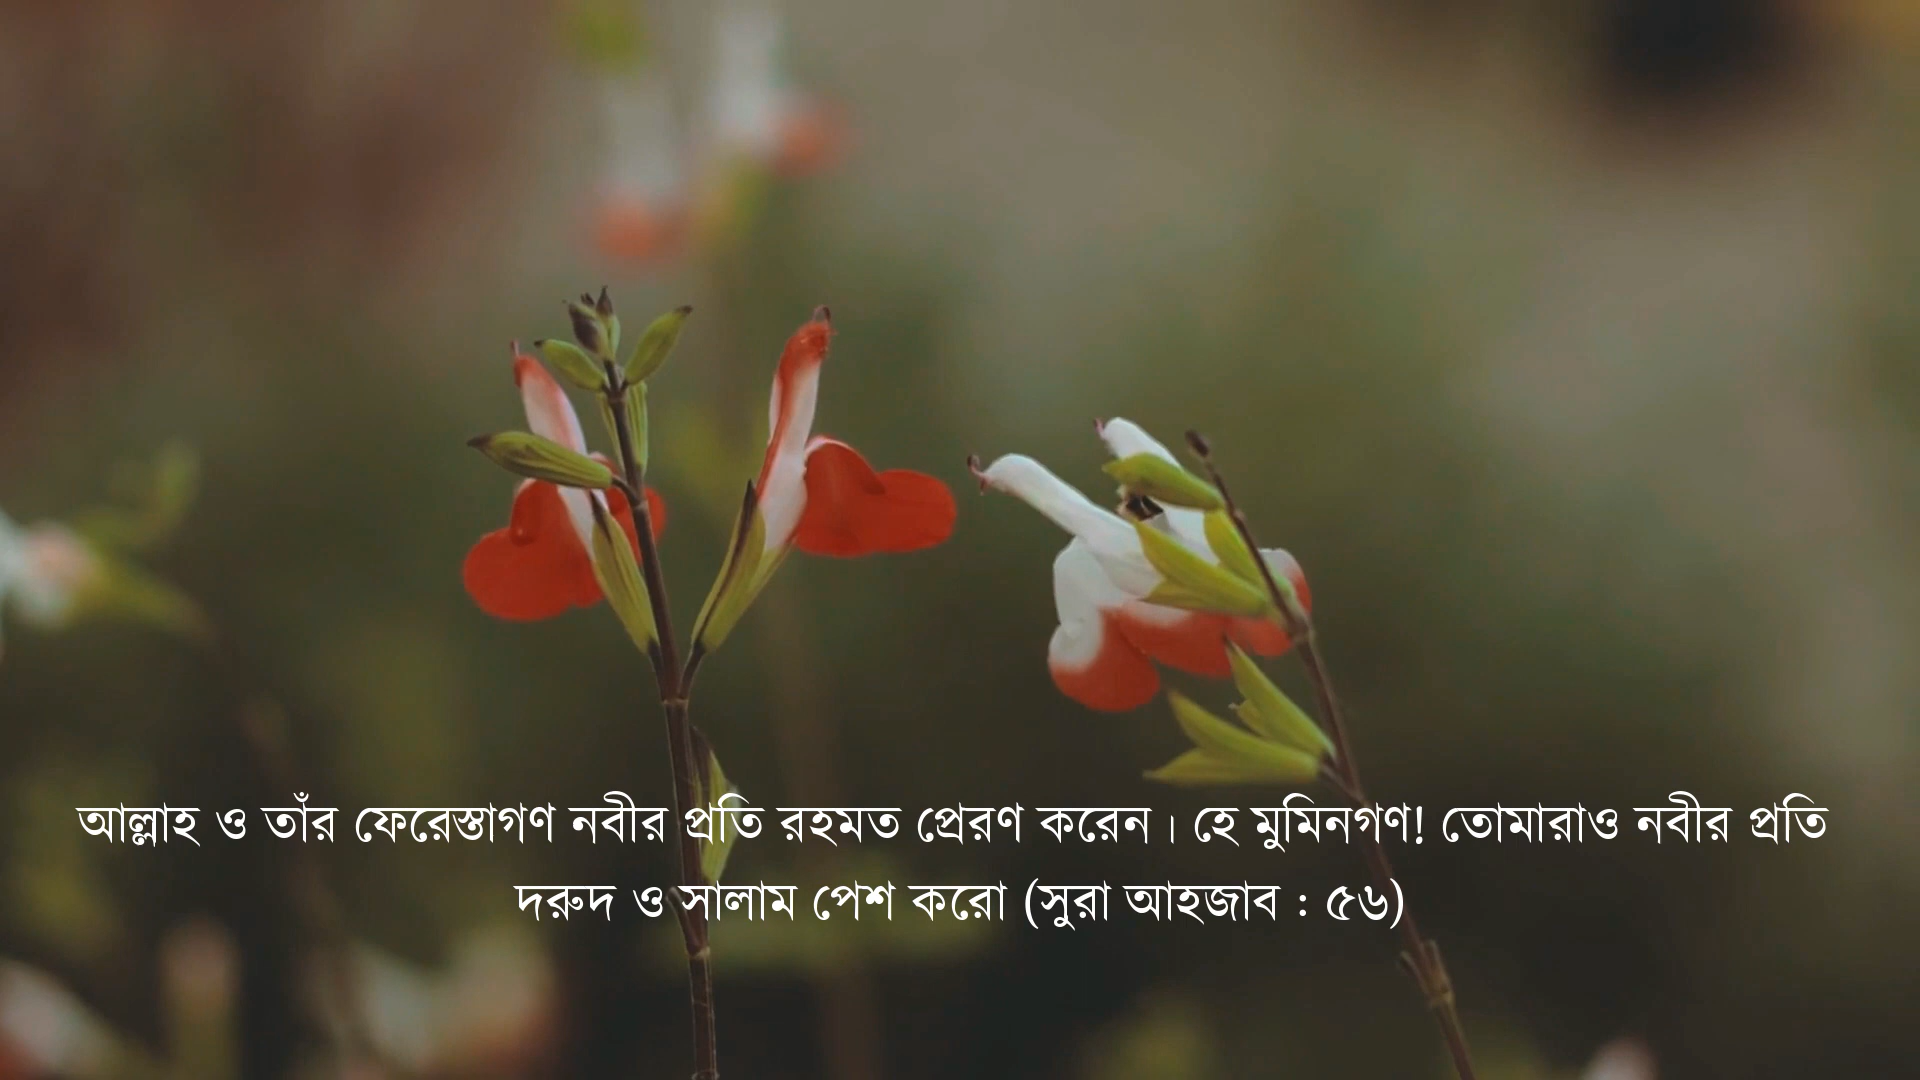 আল্লাহ ও তাঁর ফেরেস্তাগণ নবীর প্রতি রহমত প্রেরণ করেন। হে মুমিনগণ! তোমারাও নবীর প্রতি
দরুদ ও সালাম পেশ করো (সুরা আহজাব : ৫৬)